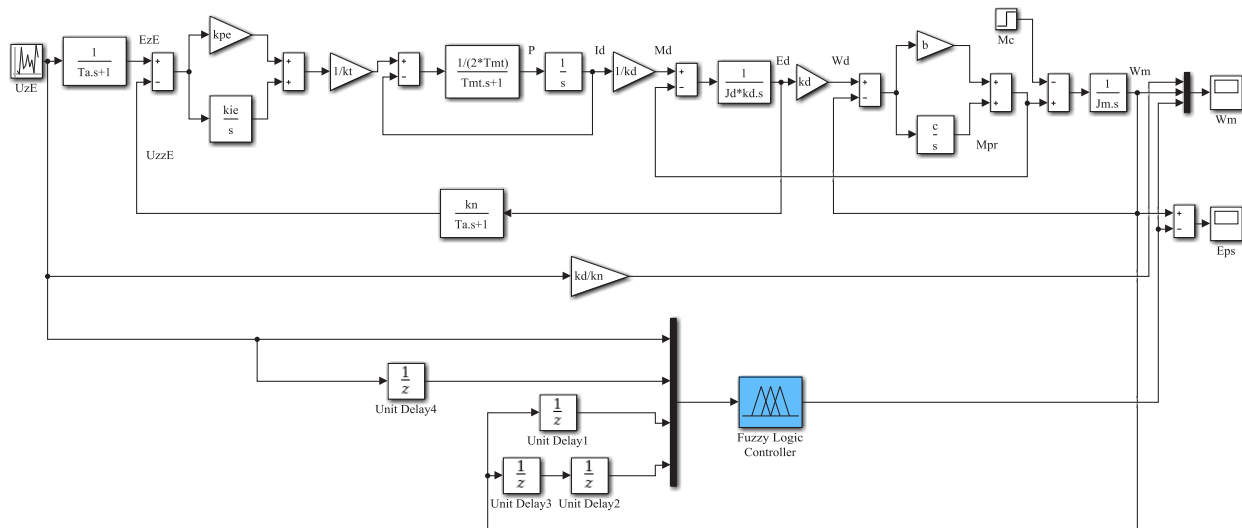 UzE
1
Ta.s+1
EzE
+
−
kpe
kie
s
+
+
1/kt
+
−
1/(2*Tmt)
Tmt.s+1
P
1
s
Id
1/kd
Md
+
−
1
Jd*kd.s
Ed
kd
Wd
+
−
b
c
s
+
+
Mpr
Mc
−
+
1
Jm.s
Wm
Wm
UzzE
kn
Ta.s+1
+
−
Eps
kd/kn
1
z
Unit Delay4
1
z
Unit Delay1
1
z
Unit Delay3
1
z
Unit Delay2
Fuzzy Logic
Controller